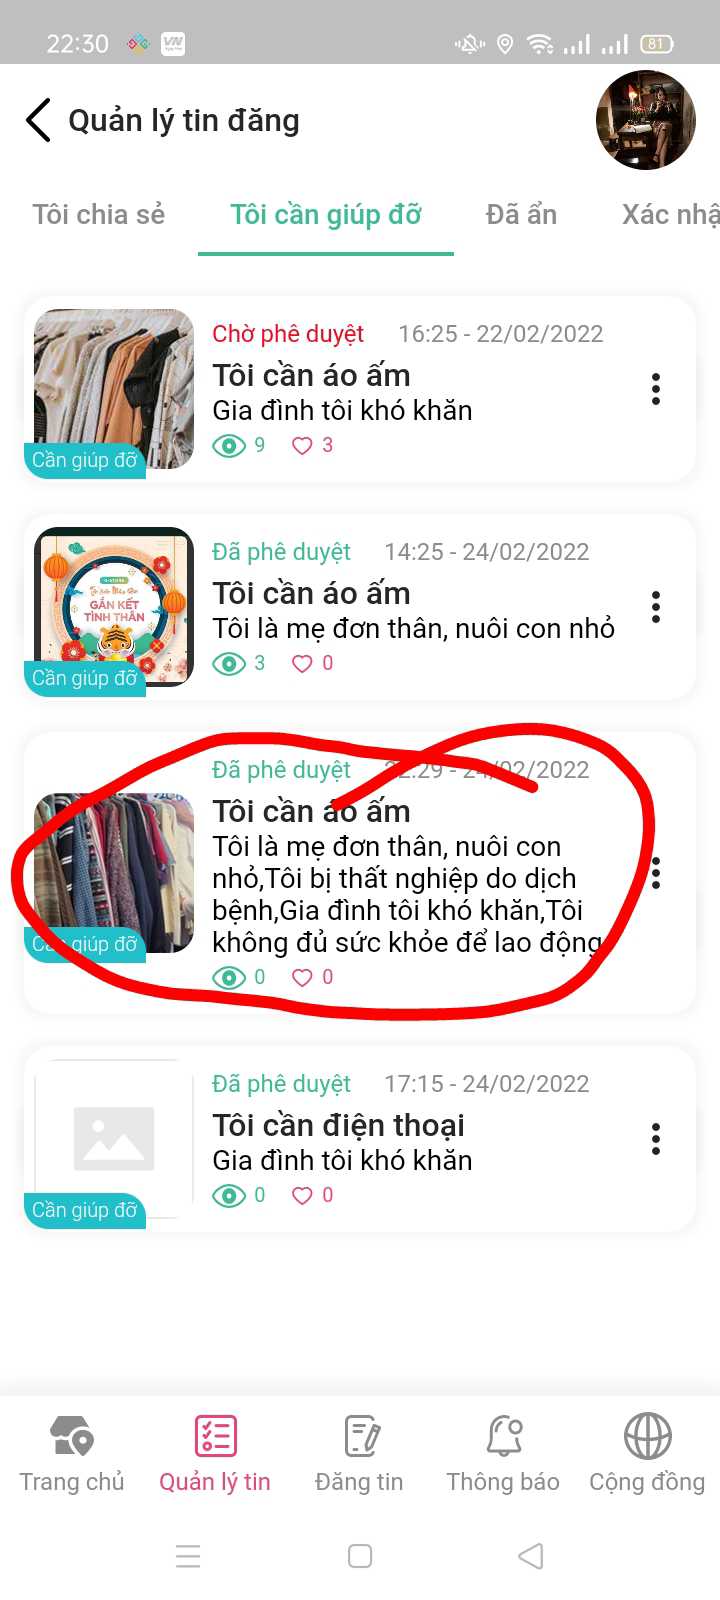 22:30
VN
81
Quản lý tin đăng
Tôi chia sẻ
Tôi cần giúp đỡ
Đã ẩn
Xác nhậ
Chờ phê duyệt 16:25 - 22/02/2022
Tôi cần áo ấm
Gia đình tôi khó khăn
9 3
Cần giúp đỡ
Đã phê duyệt 14:25 - 24/02/2022
Tôi cần áo ấm
Tôi là mẹ đơn thân, nuôi con nhỏ
3 0
GẮN KẾT
TÌNH THÂN
Cần giúp đỡ
Đã phê duyệt 22:29 - 24/02/2022
Tôi cần áo ấm
Tôi là mẹ đơn thân, nuôi con
nhỏ,Tôi bị thất nghiệp do dịch
bệnh,Gia đình tôi khó khăn,Tôi
không đủ sức khỏe để lao động
0 0
Cần giúp đỡ
Đã phê duyệt 17:15 - 24/02/2022
Tôi cần điện thoại
Gia đình tôi khó khăn
0 0
Cần giúp đỡ
Trang chủ
Quản lý tin
Đăng tin
Thông báo
Cộng đồng